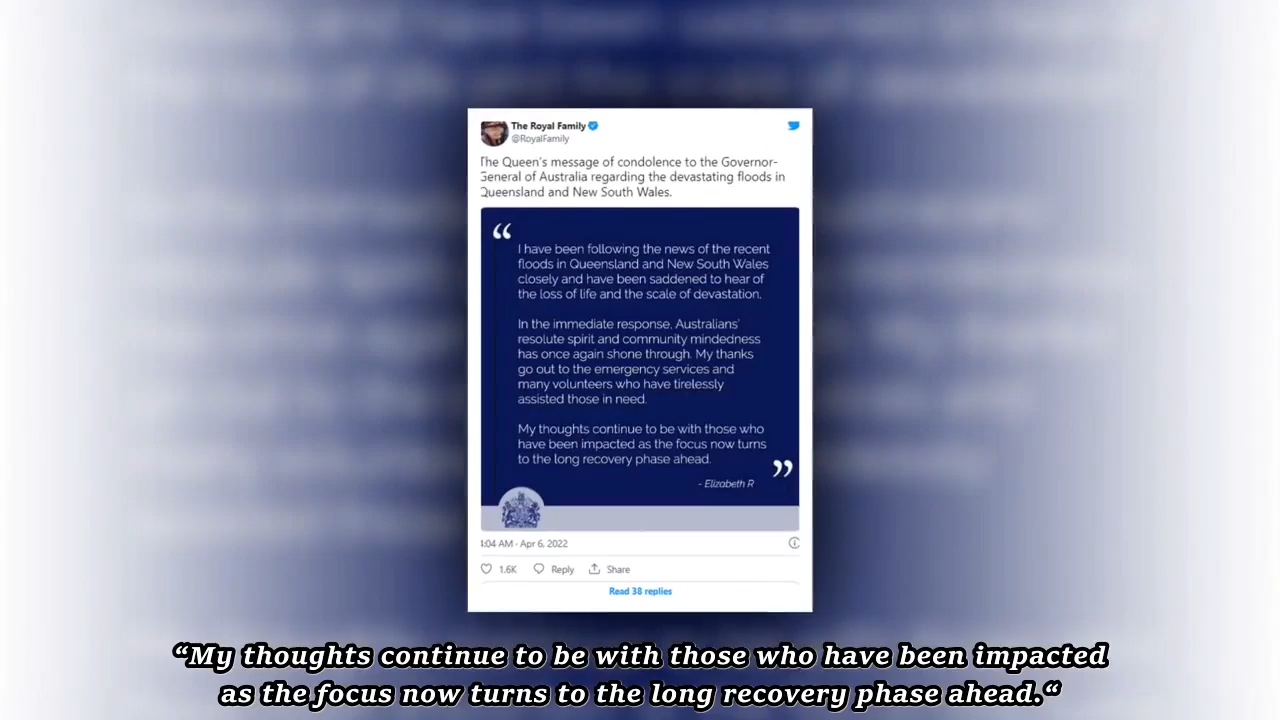 The Royal Family
@RoyalFamily
The Queen's message of condolence to the Governor-
General of Australia regarding the devastating floods in
Queensland and New South Wales.
“
I have been following the news of the recent
floods in Queensland and New South Wales
closely and have been saddened to hear of
the loss of life and the scale of devastation.
In the immediate response, Australians'
resolute spirit and community mindedness
has once again shone through. My thanks
go out to the emergency services and
many volunteers who have tirelessly
assisted those in need.
My thoughts continue to be with those who
have been impacted as the focus now turns
to the long recovery phase ahead.
”
- Elizabeth R
:04 AM · Apr 6, 2022
1.6K Reply Share
Read 38 replies
“My thoughts continue to be with those who have been impacted
as the focus now turns to the long recovery phase ahead.“